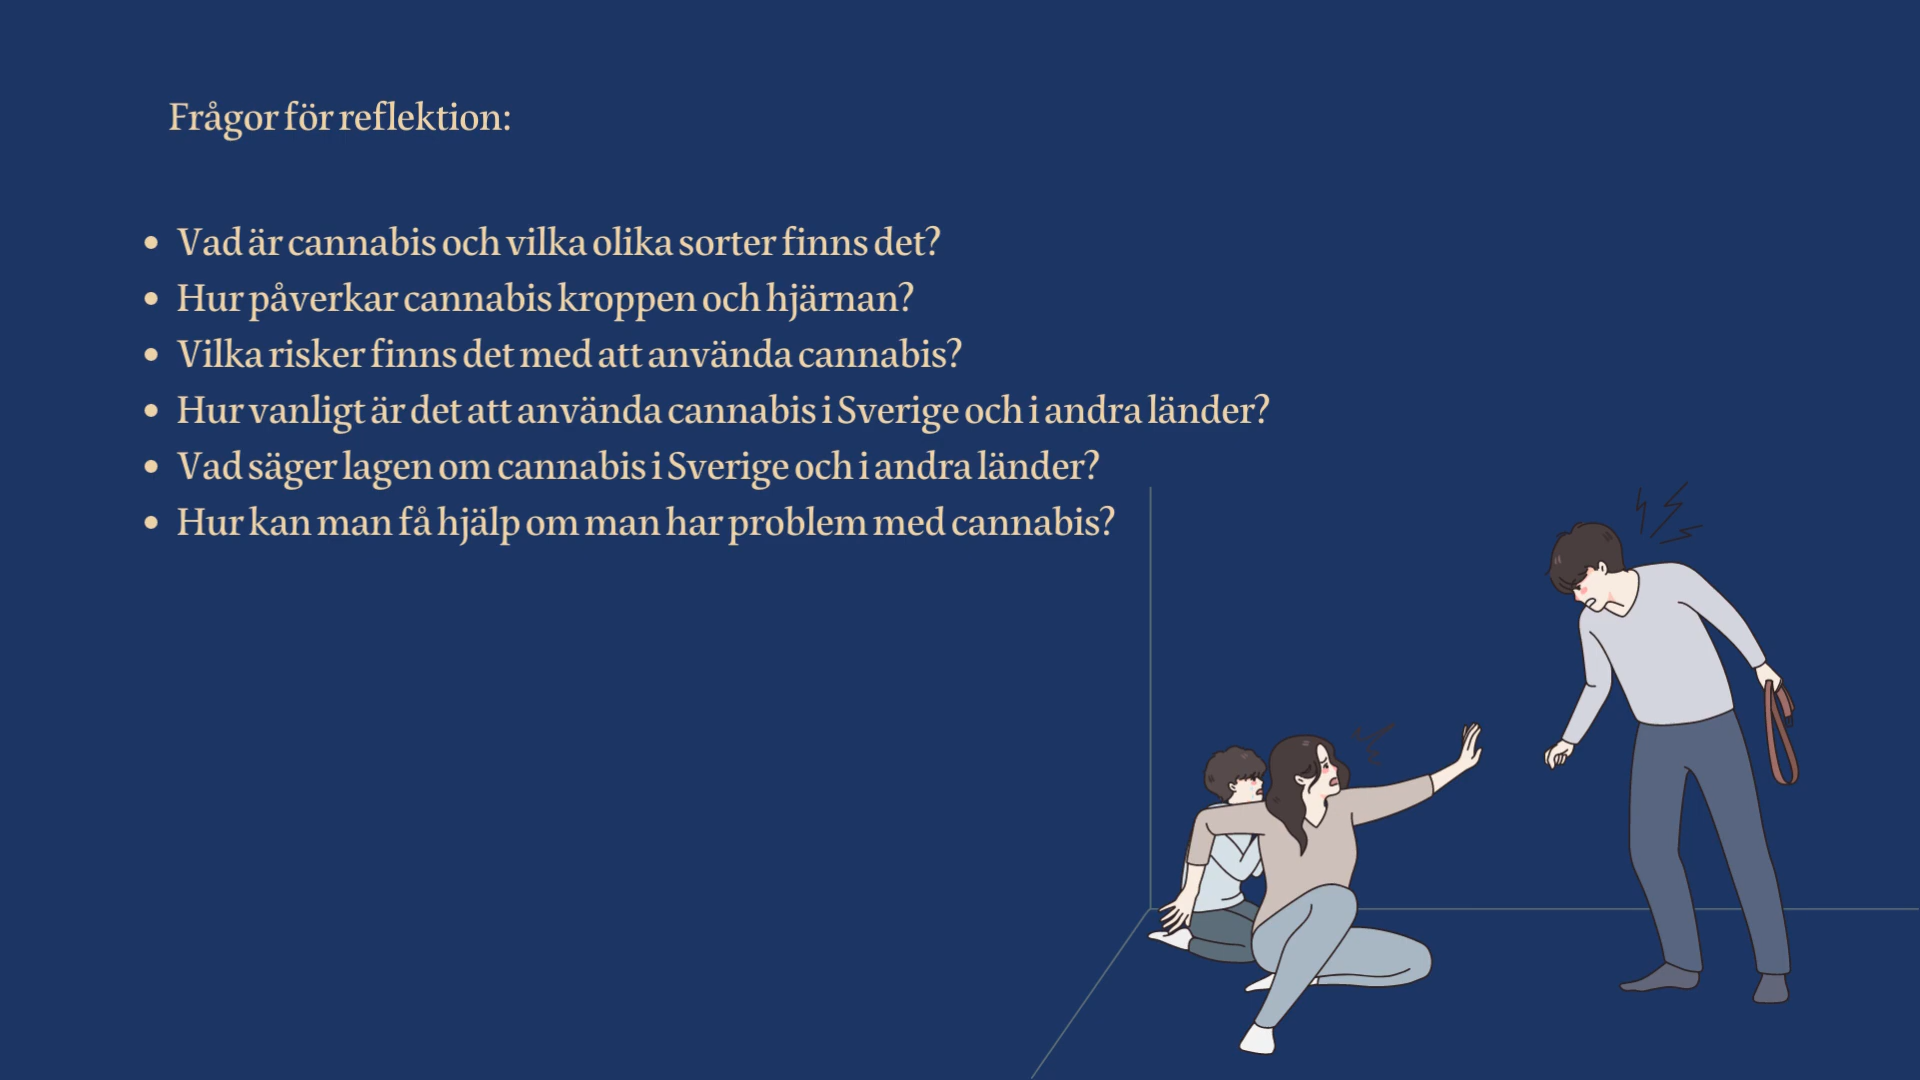 Frågor för reflektion:
• Vad är cannabis och vilka olika sorter finns det?
• Hur påverkar cannabis kroppen och hjärnan?
• Vilka risker finns det med att använda cannabis?
• Hur vanligt är det att använda cannabis i Sverige och i andra länder?
• Vad säger lagen om cannabis i Sverige och i andra länder?
• Hur kan man få hjälp om man har problem med cannabis?